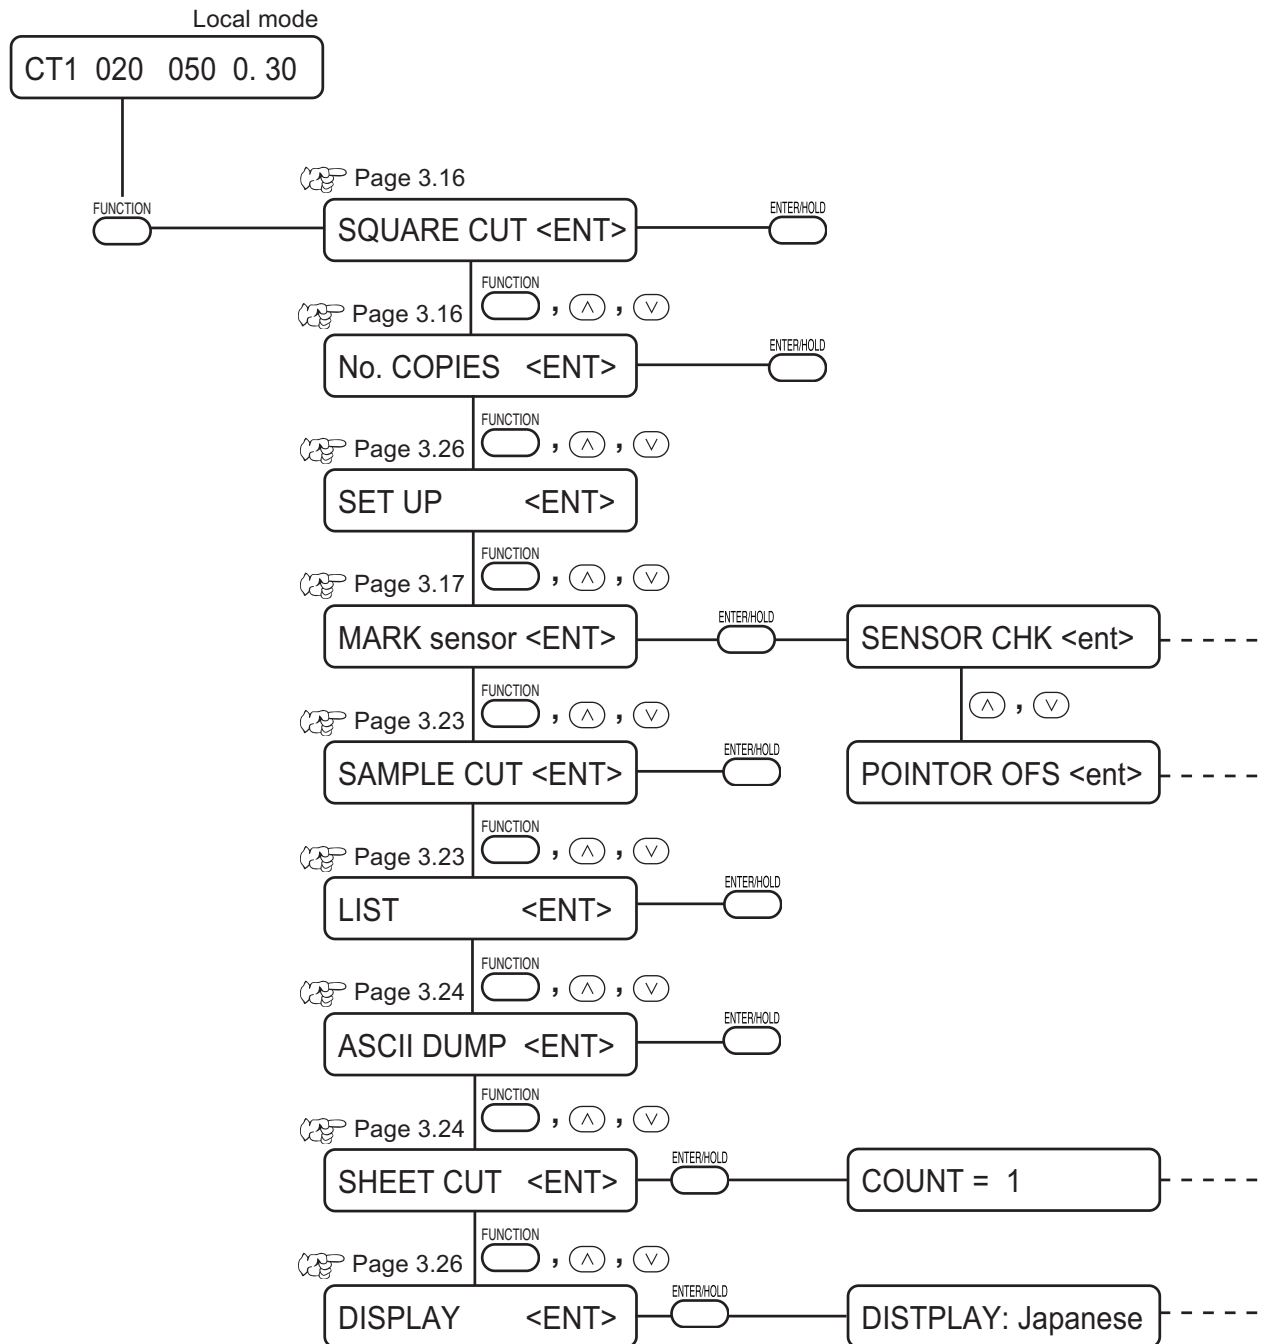 Local mode
CT1 020 050 0. 30
Page 3.16
FUNCTION
SQUARE CUT <ENT>
ENTER/HOLD
FUNCTION
, ,
Page 3.16
No. COPIES <ENT>
ENTER/HOLD
FUNCTION
, ,
Page 3.26
SET UP <ENT>
FUNCTION
, ,
Page 3.17
MARK sensor <ENT>
ENTER/HOLD
SENSOR CHK <ent>
FUNCTION
, ,
,
Page 3.23
SAMPLE CUT <ENT>
ENTER/HOLD
POINTOR OFS <ent>
FUNCTION
, ,
Page 3.23
LIST <ENT>
ENTER/HOLD
FUNCTION
, ,
Page 3.24
ASCII DUMP <ENT>
ENTER/HOLD
FUNCTION
, ,
Page 3.24
SHEET CUT <ENT>
ENTER/HOLD
COUNT = 1
FUNCTION
, ,
Page 3.26
DISPLAY <ENT>
ENTER/HOLD
DISTPLAY: Japanese